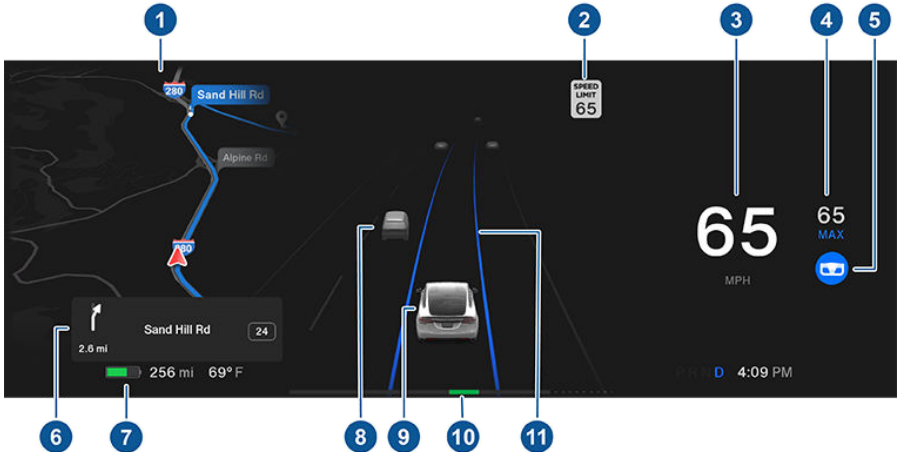 1
2
3
4
5
280
Sand Hill Rd
SPEED
LIMIT
65
Alpine Rd
65
65
MAX
MPH
8
11
280
Sand Hill Rd
24
2.6 mi
6
256 mi 69°F
P R N D 4:09 PM
7
9
10